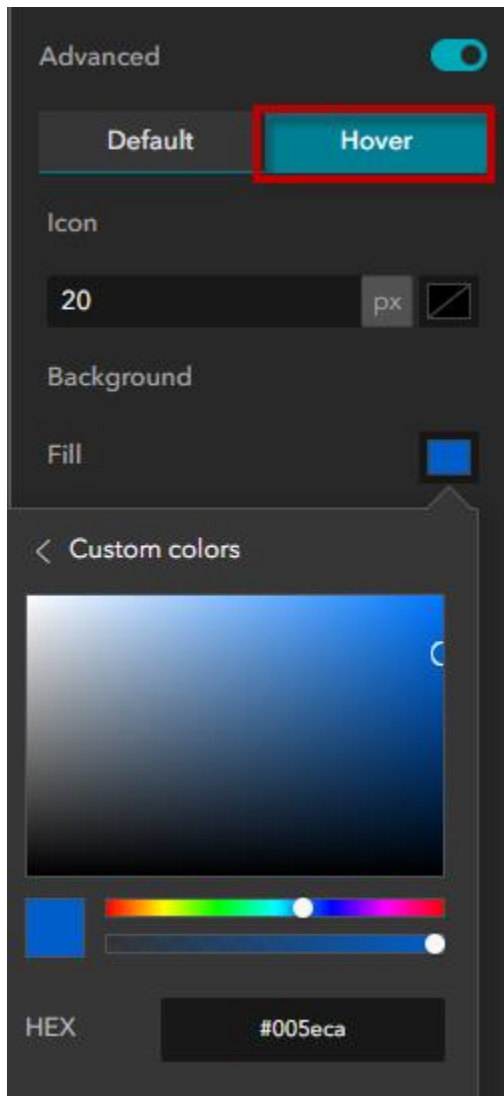 Advanced
Default Hover
Icon
20 px
Background
Fill
Custom colors
HEX #005eca